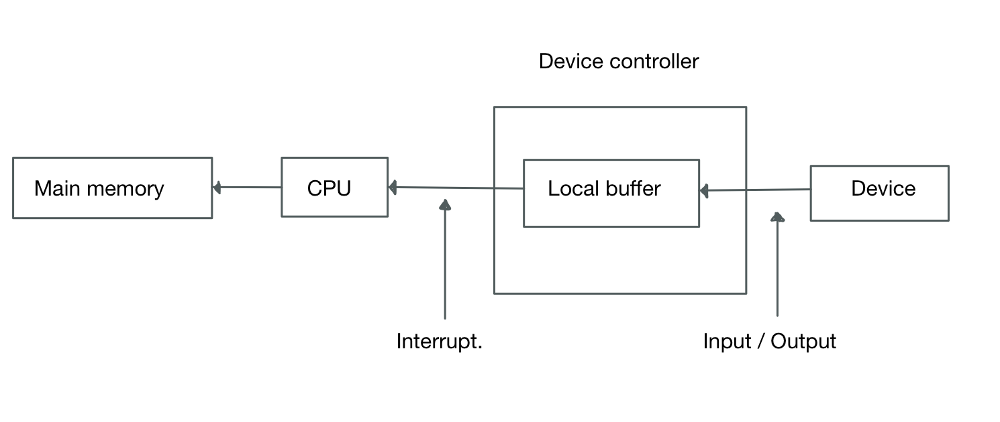 Device controller
Main memory
CPU
Local buffer
Device
Interrupt.
Input / Output